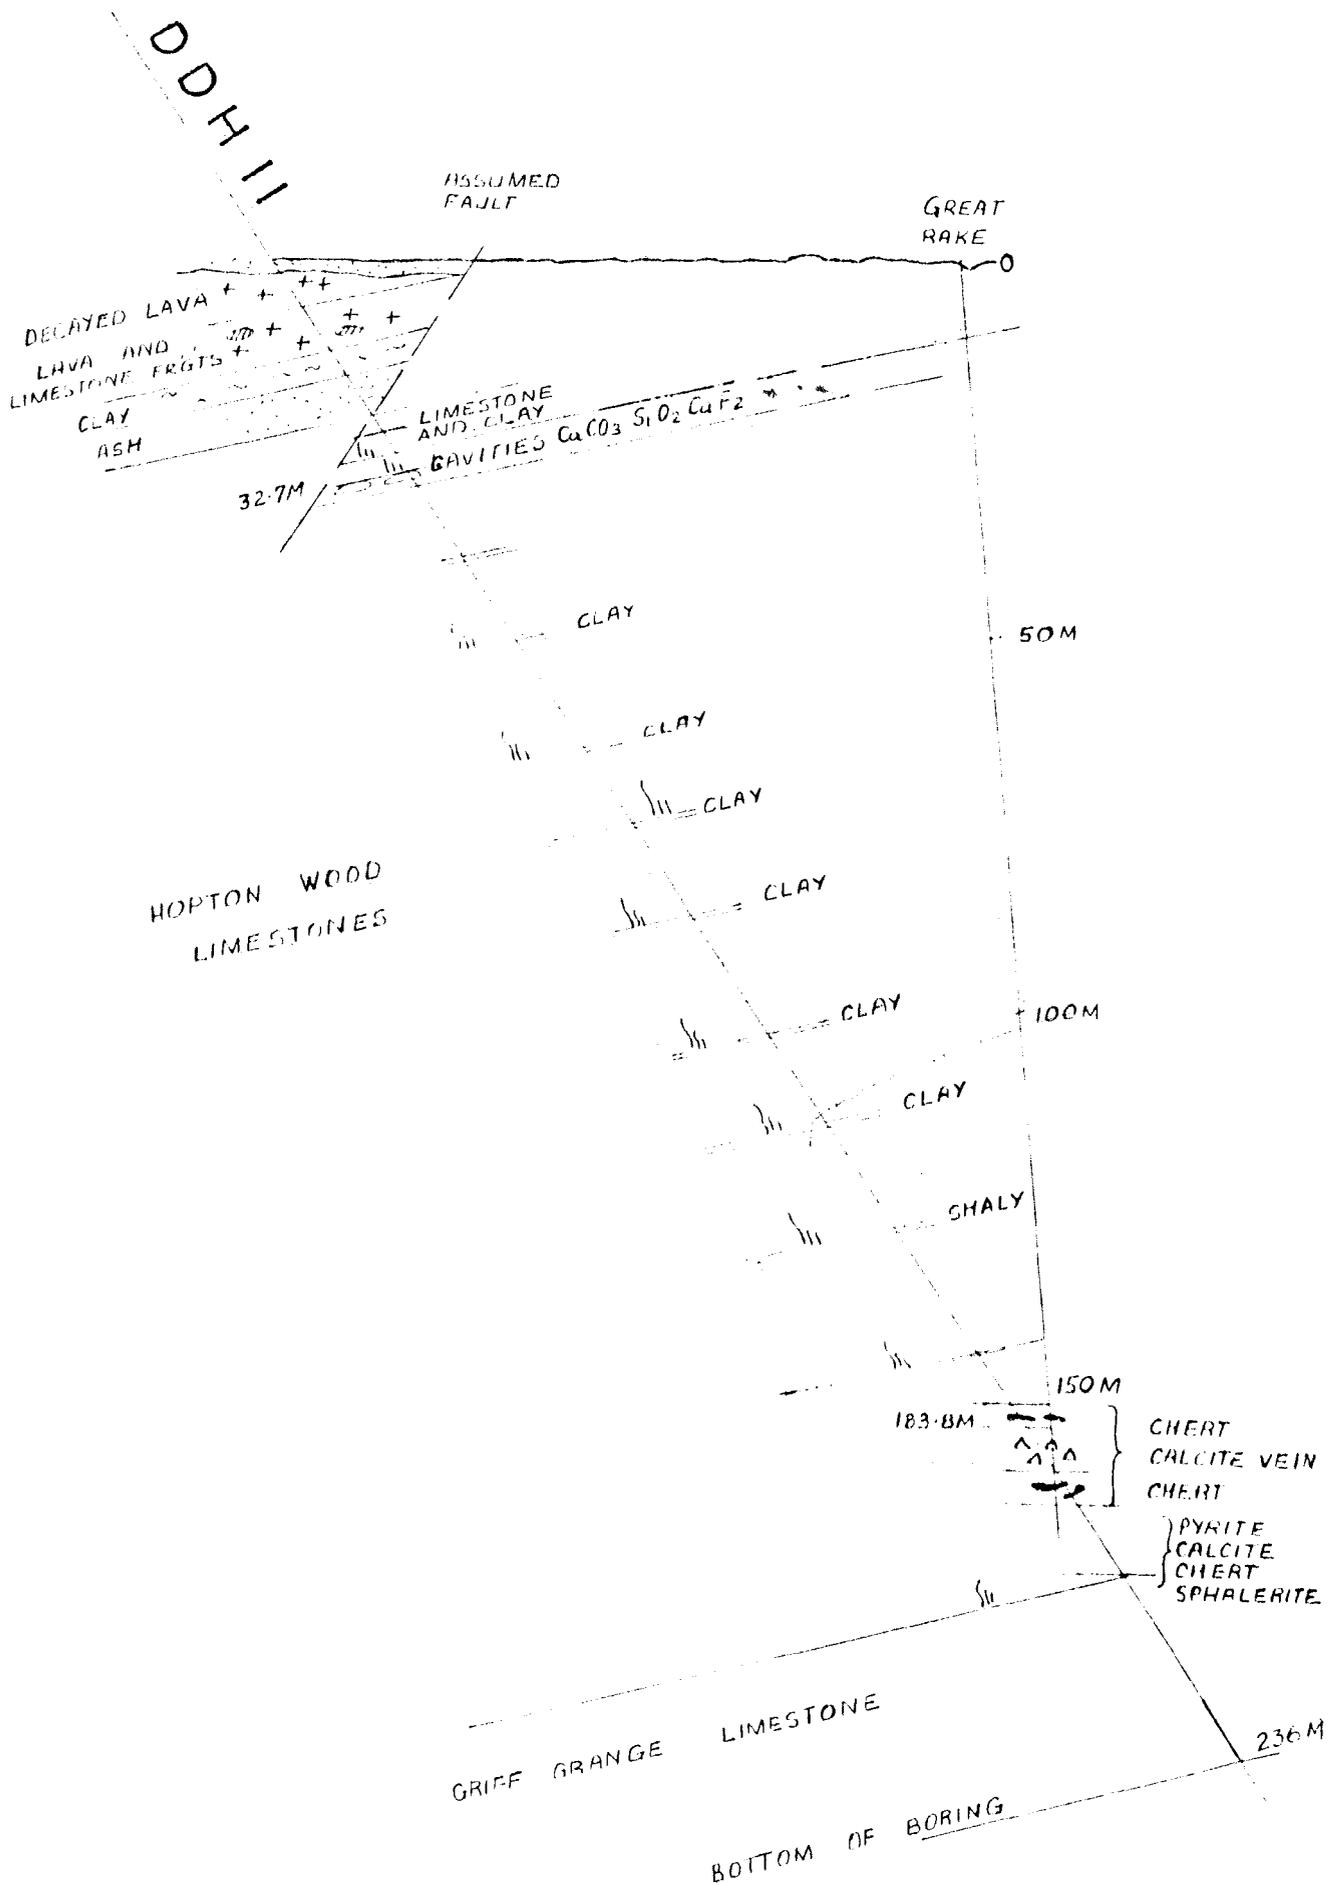 DDH 11
ASSUMED
FAULT
GREAT
RAKE
0
DECAYED LAVA
LAVA AND
LIMESTONE FRGTS
CLAY
ASH
LIMESTONE
AND CLAY
CAVITIES CaCO3 SiO2 CaF2
32.7M
CLAY
50M
CLAY
CLAY
HOPTON WOOD
LIMESTONES
CLAY
CLAY
100M
CLAY
SHALY
150M
183.8M
CHERT
CALCITE VEIN
CHERT
PYRITE
CALCITE
CHERT
SPHALERITE
GRIFF GRANGE LIMESTONE
236M
BOTTOM OF BORING